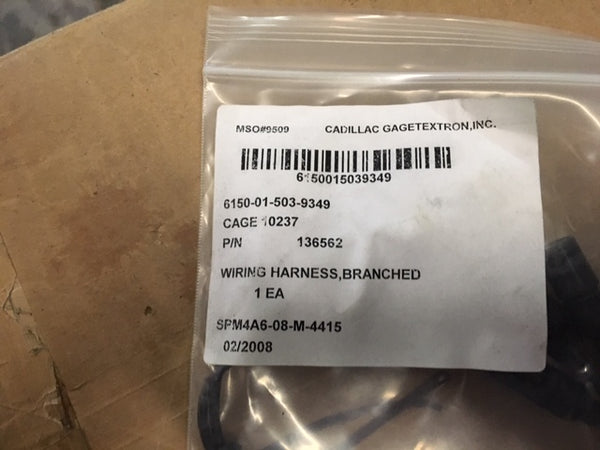 MSO#9509 CADILLAC GAGETEXTRON,INC.
6150015039349
6150-01-503-9349
CAGE 10237
P/N 136562
WIRING HARNESS,BRANCHED
1 EA
SPM4A6-08-M-4415
02/2008